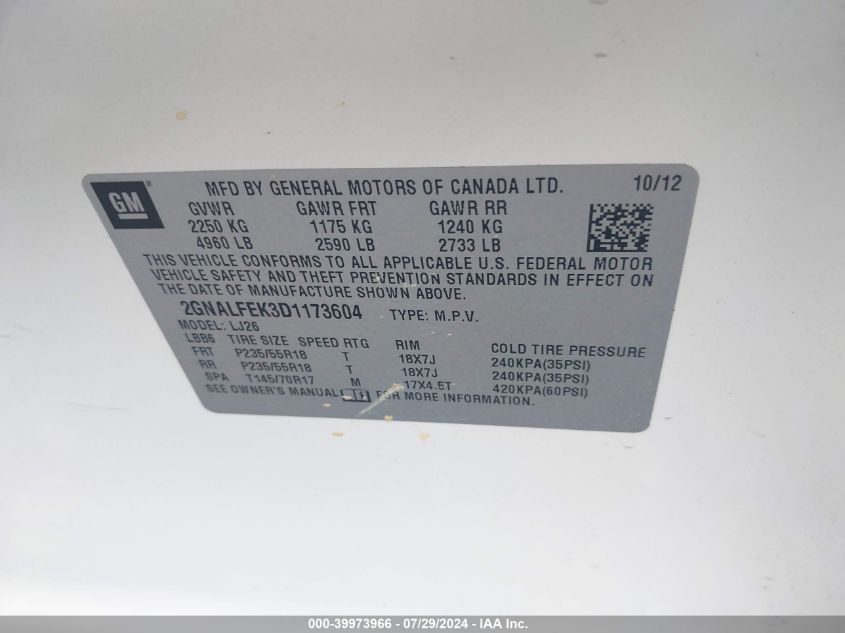 GM
MFD BY GENERAL MOTORS OF CANADA LTD. 10/12
GVWR GAWR FRT GAWR RR
2250 KG 1175 KG 1240 KG
4960 LB 2590 LB 2733 LB
THIS VEHICLE CONFORMS TO ALL APPLICABLE U.S. FEDERAL MOTOR
VEHICLE SAFETY AND THEFT PREVENTION STANDARDS IN EFFECT ON
THE DATE OF MANUFACTURE SHOWN ABOVE.
2GNALFEK3D1173604 TYPE: M.P.V.
MODEL: LJ26
LBB6 TIRE SIZE SPEED RTG RIM COLD TIRE PRESSURE
FRT P235/55R18 T 18X7J 240KPA(35PSI)
RR P235/55R18 T 18X7J 240KPA(35PSI)
SPA T145/70R17 M 17X4.5T 420KPA(60PSI)
SEE OWNER'S MANUAL FOR MORE INFORMATION.
000-39973966 - 07/29/2024 - IAA Inc.